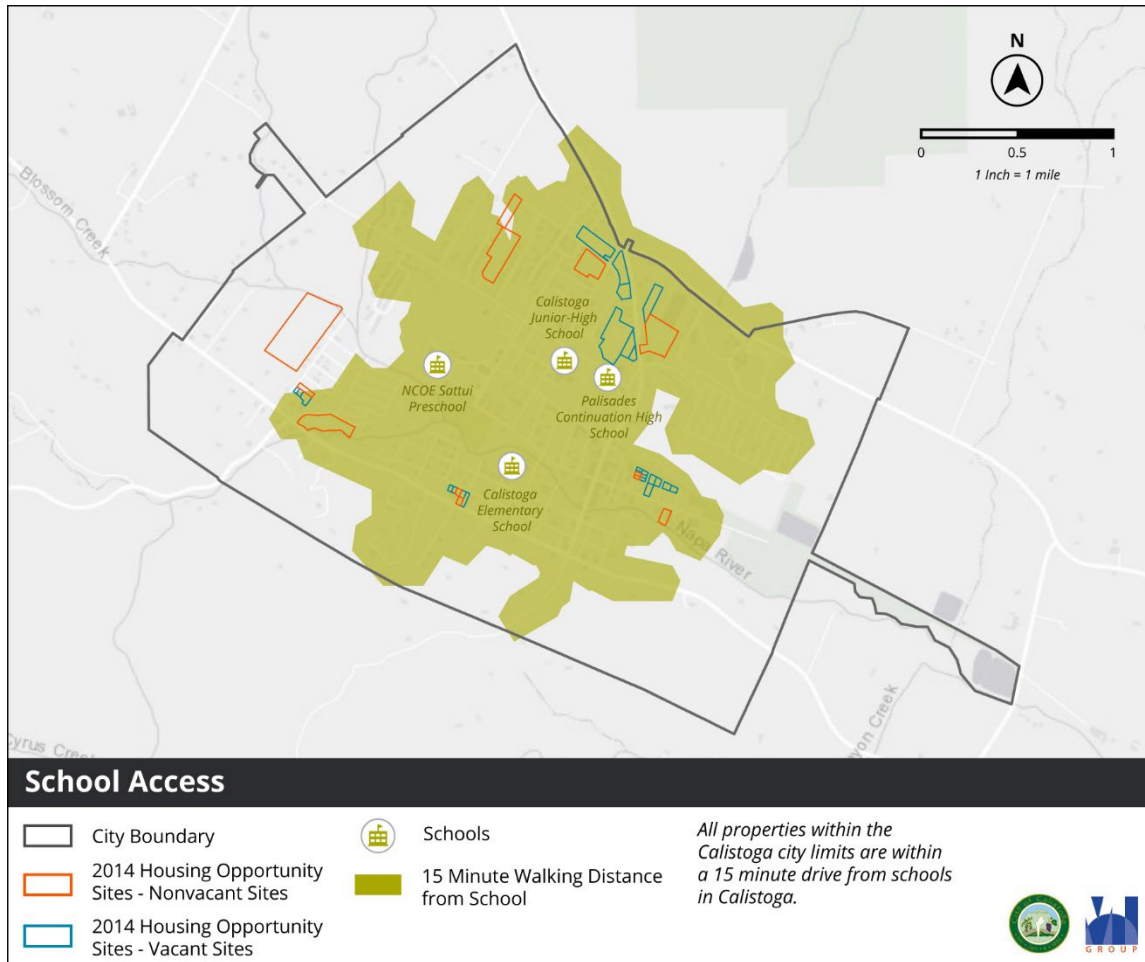 N
0
0.5
1
1 Inch = 1 mile
Blossom Creek
Calistoga
Junior-High
School
NCOE Sattui
Preschool
Palisades
Continuation High
School
Calistoga
Elementary
School
Napa River
yon Creek
Cyrus Creek
School Access
City Boundary
2014 Housing Opportunity
Sites - Nonvacant Sites
2014 Housing Opportunity
Sites - Vacant Sites
Schools
15 Minute Walking Distance
from School
All properties within the
Calistoga city limits are within
a 15 minute drive from schools
in Calistoga.
GROUP